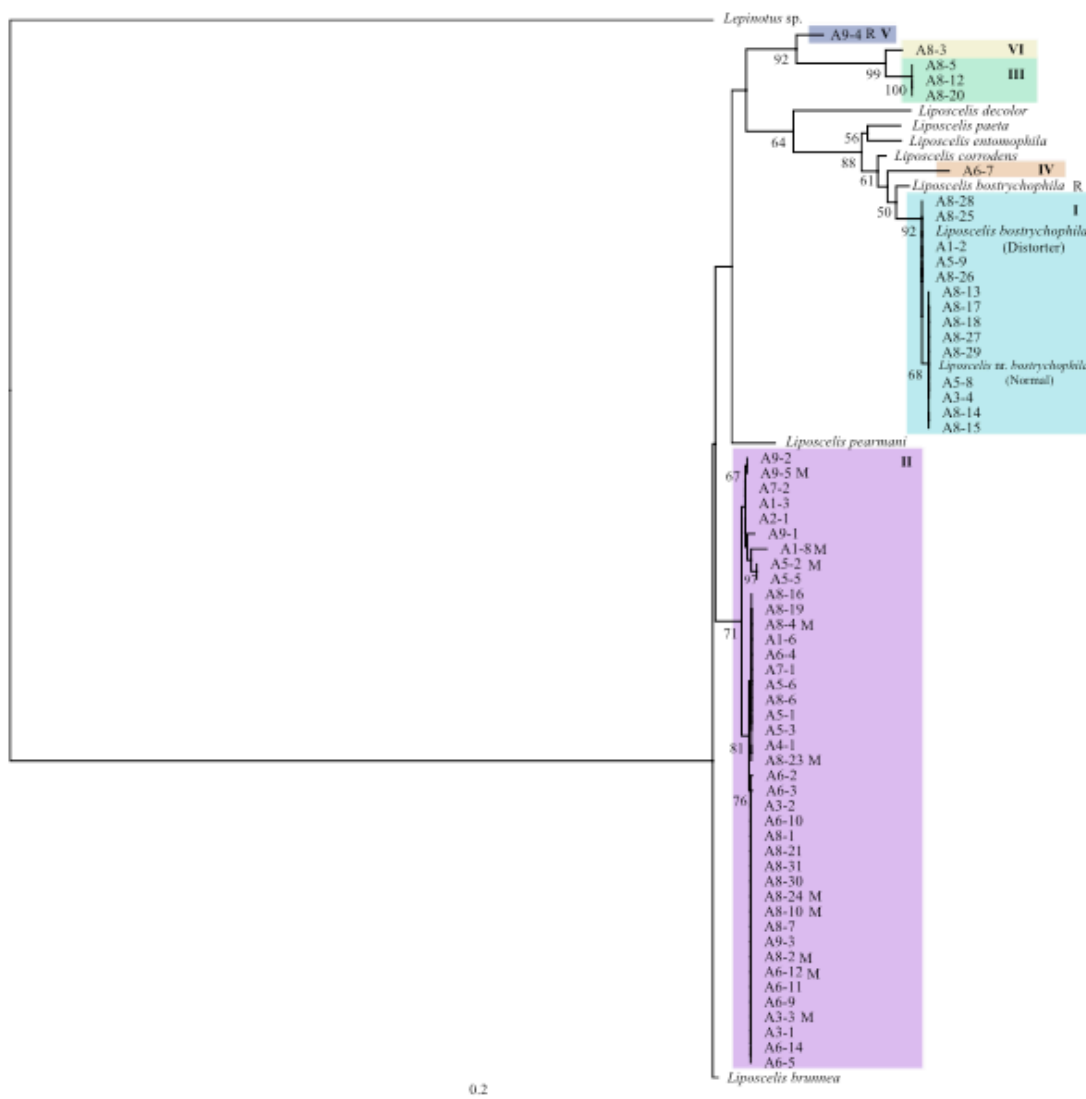 Lepinotus sp.
A9-4 R V
92
A8-3 VI
99
A8-5
A8-12 III
100
A8-20
Liposcelis decolor
Liposcelis paeta
56
Liposcelis entomophila
64
Liposcelis corrodens
88
A6-7 IV
61
Liposcelis bostrychophila R
A8-28 I
50
A8-25
92
Liposcelis bostrychophila
A1-2 (Distorter)
A5-9
A8-26
A8-13
A8-17
A8-18
A8-27
A8-29
Liposcelis nr. bostrychophila
68
A5-8 (Normal)
A3-4
A8-14
A8-15
Liposcelis pearmani
A9-2 II
67
A9-5 M
A7-2
A1-3
A2-1
A9-1
A1-8 M
A5-2 M
97
A5-5
A8-16
A8-19
A8-4 M
71
A1-6
A6-4
A7-1
A5-6
A8-6
A5-1
A5-3
81
A4-1
A8-23 M
A6-2
A6-3
76
A3-2
A6-10
A8-1
A8-21
A8-31
A8-30
A8-24 M
A8-10 M
A8-7
A9-3
A8-2 M
A6-12 M
A6-11
A6-9
A3-3 M
A3-1
A6-14
A6-5
Liposcelis brunnea
0.2